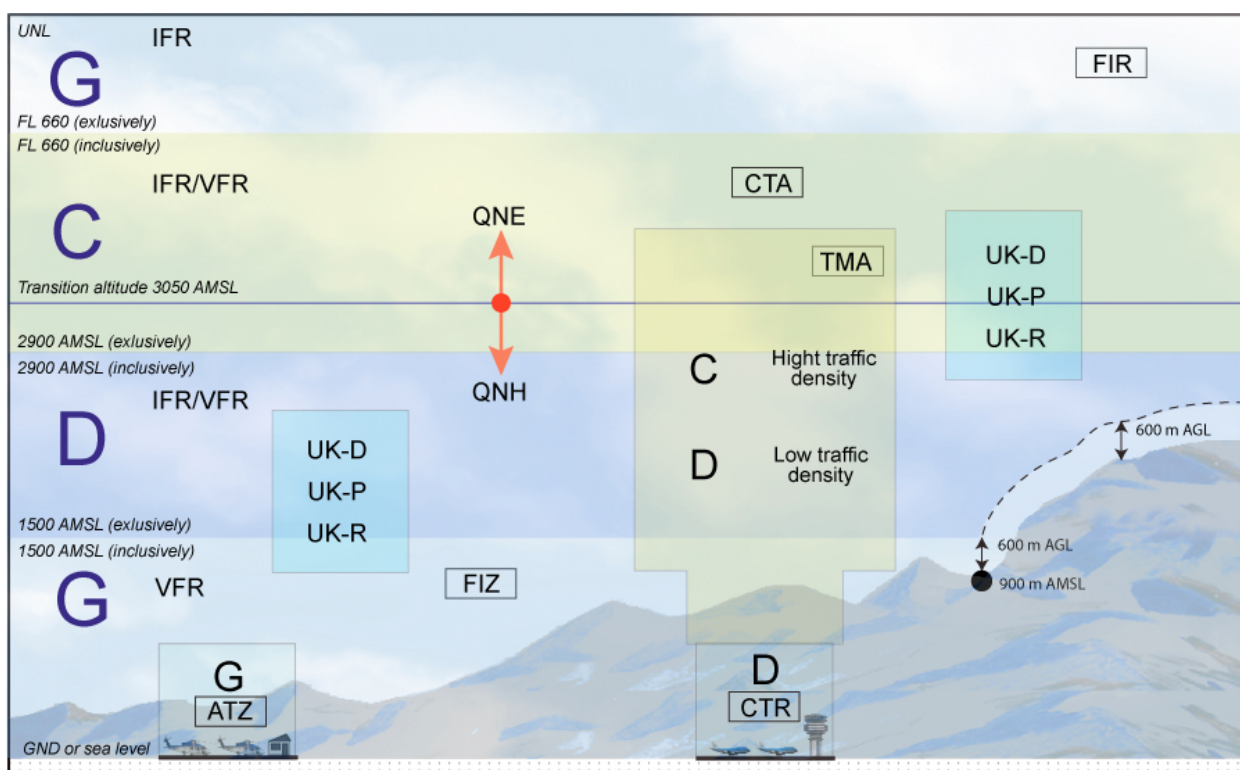 UNL
IFR
G
FIR
FL 660 (exlusively)
FL 660 (inclusively)
IFR/VFR
C
CTA
QNE
TMA
UK-D
UK-P
UK-R
Transition altitude 3050 AMSL
2900 AMSL (exlusively)
2900 AMSL (inclusively)
QNH
C
Hight traffic
density
IFR/VFR
D
UK-D
UK-P
UK-R
D
Low traffic
density
600 m AGL
1500 AMSL (exlusively)
1500 AMSL (inclusively)
600 m AGL
900 m AMSL
G
VFR
FIZ
G
ATZ
D
CTR
GND or sea level